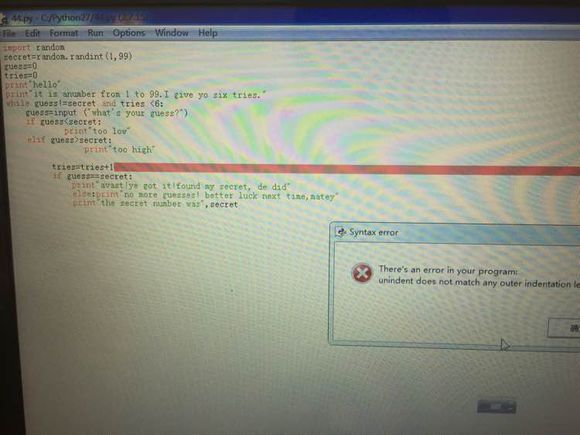 44.py - C:/Python27/44.py (2.7.15)
File Edit Format Run Options Window Help
import random
secret=random.randint(1,99)
guess=0
tries=0
print"hello"
print"it is anumber from 1 to 99.I give yo six tries."
while guess!=secret and tries <6:
guess=input ("what's your guess?")
if guess<secret:
print"too low"
elif guess>secret:
print"too high"
tries=tries+1
if guess==secret:
print"avast!ye got it!found my secret, de did"
else:print"no more guesses! better luck next time,matey"
print"the secret number was",secret
Syntax error
There's an error in your program:
unindent does not match any outer indentation le